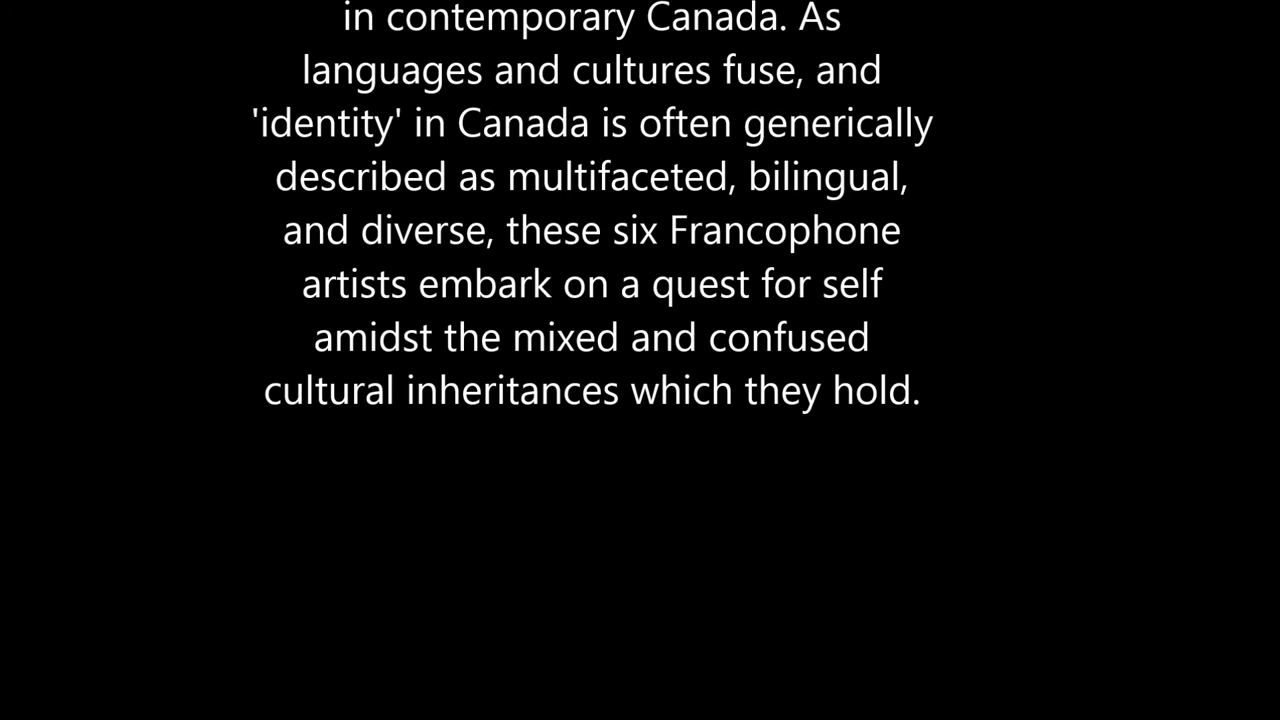 in contemporary Canada. As
languages and cultures fuse, and
'identity' in Canada is often generically
described as multifaceted, bilingual,
and diverse, these six Francophone
artists embark on a quest for self
amidst the mixed and confused
cultural inheritances which they hold.